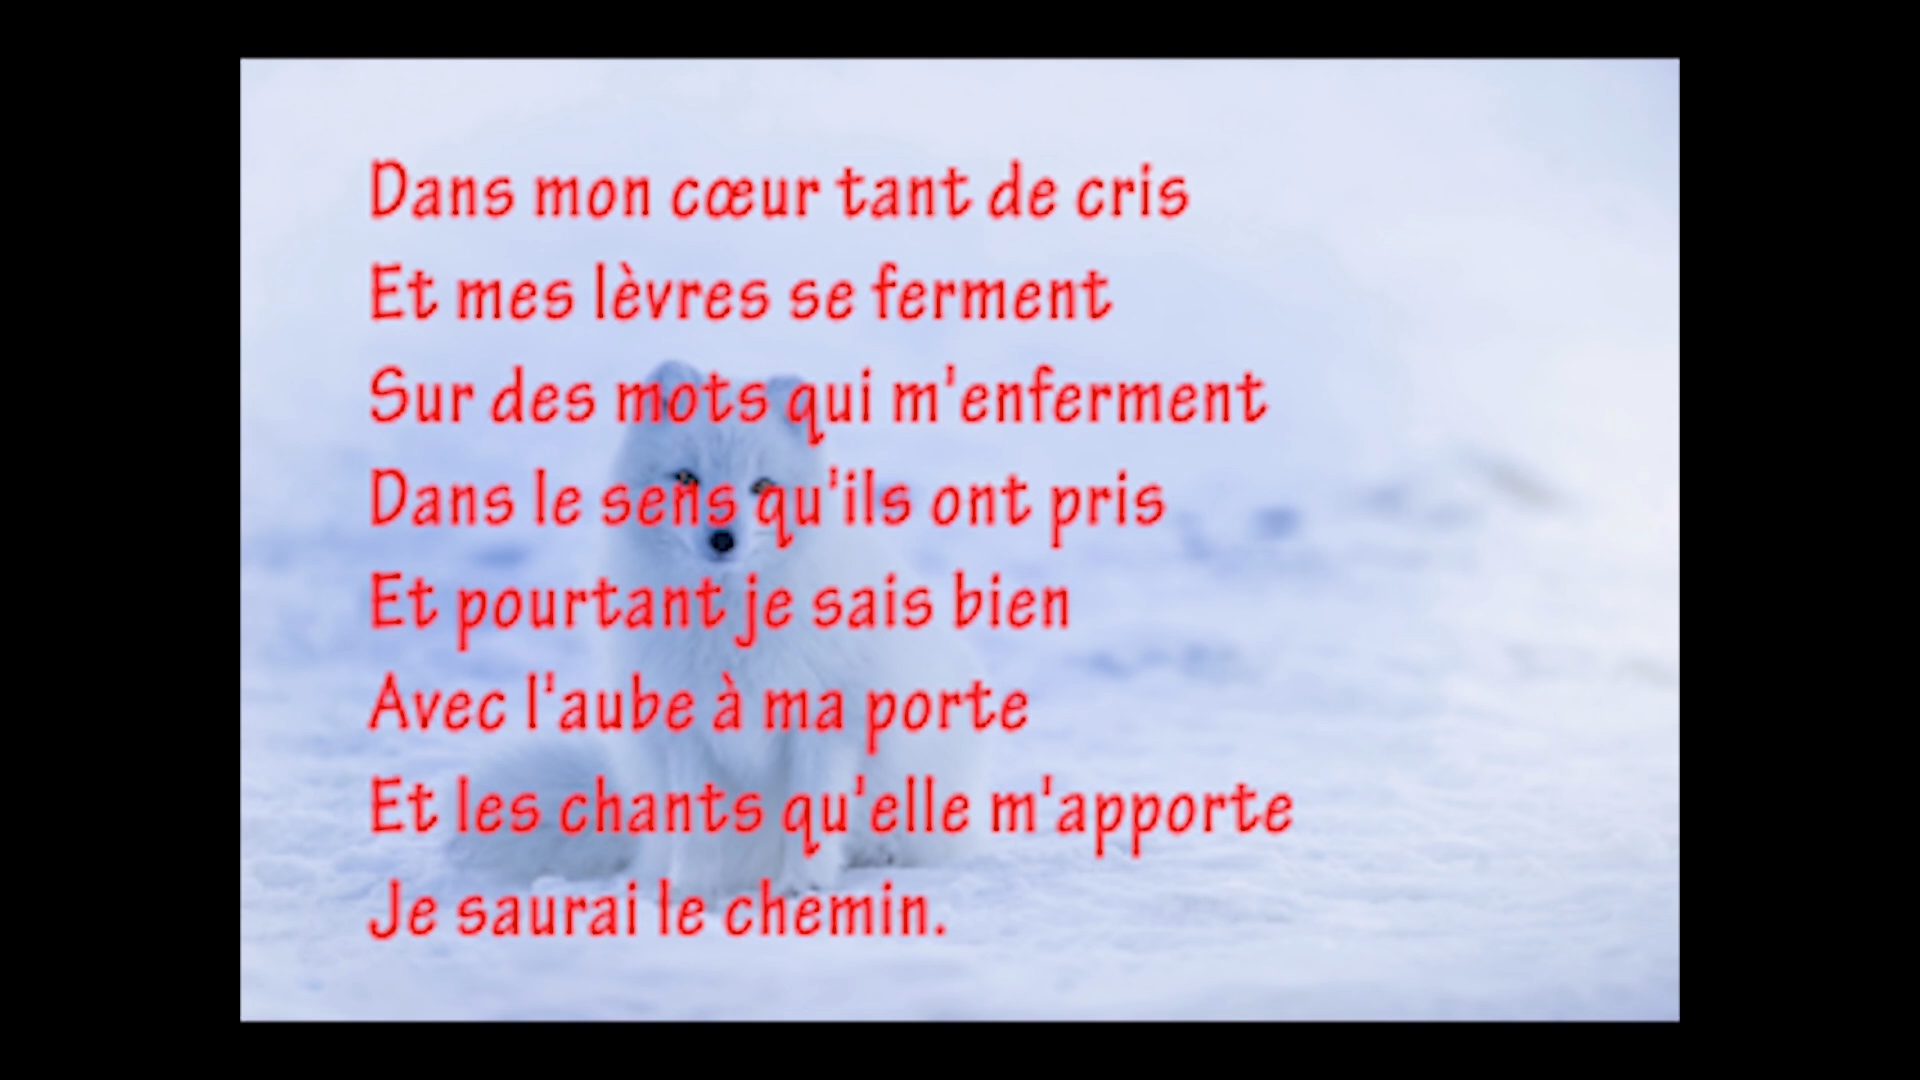 Dans mon cœur tant de cris
Et mes lèvres se ferment
Sur des mots qui m'enferment
Dans le sens qu'ils ont pris
Et pourtant je sais bien
Avec l'aube à ma porte
Et les chants qu'elle m'apporte
Je saurai le chemin.